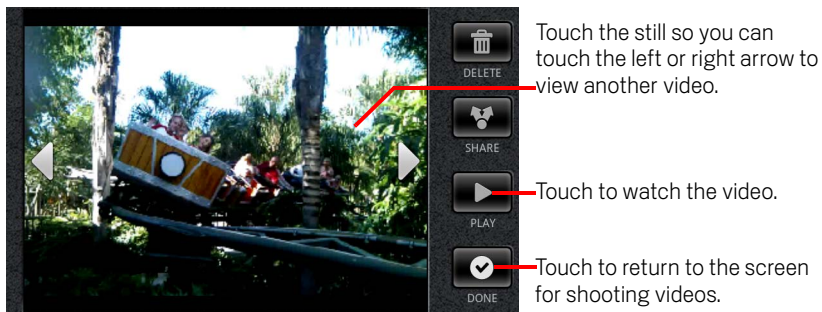 Touch the still so you can
touch the left or right arrow to
view another video.
DELETE
SHARE
Touch to watch the video.
PLAY
Touch to return to the screen
for shooting videos.
DONE